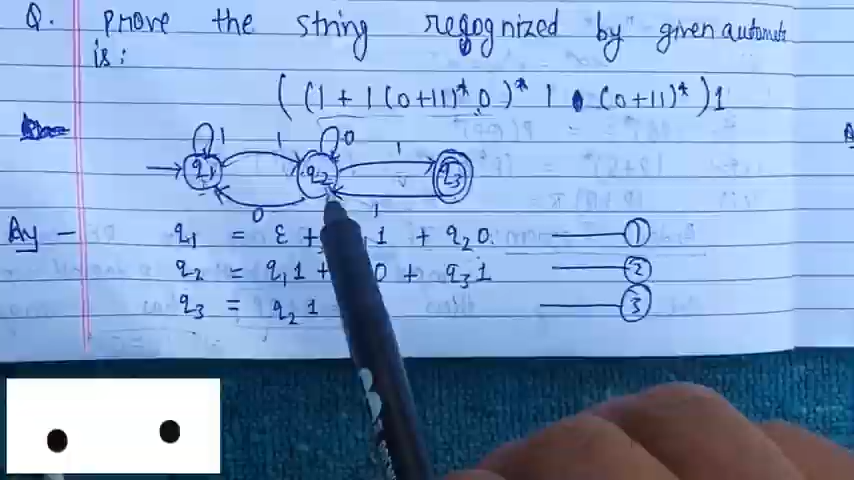 Q. prove the string regognized by given automata
is:
((1 + 1(0+11)* 0)* 1 • (0+11)*)1
1 1 0 1
q1 q2 q3
0 1
Ay - q1 = ε + 1 + q2 0. ——— ①
q2 = q1 1 + 0 + q3 1 ——— ②
q3 = q2 1 ——— ③